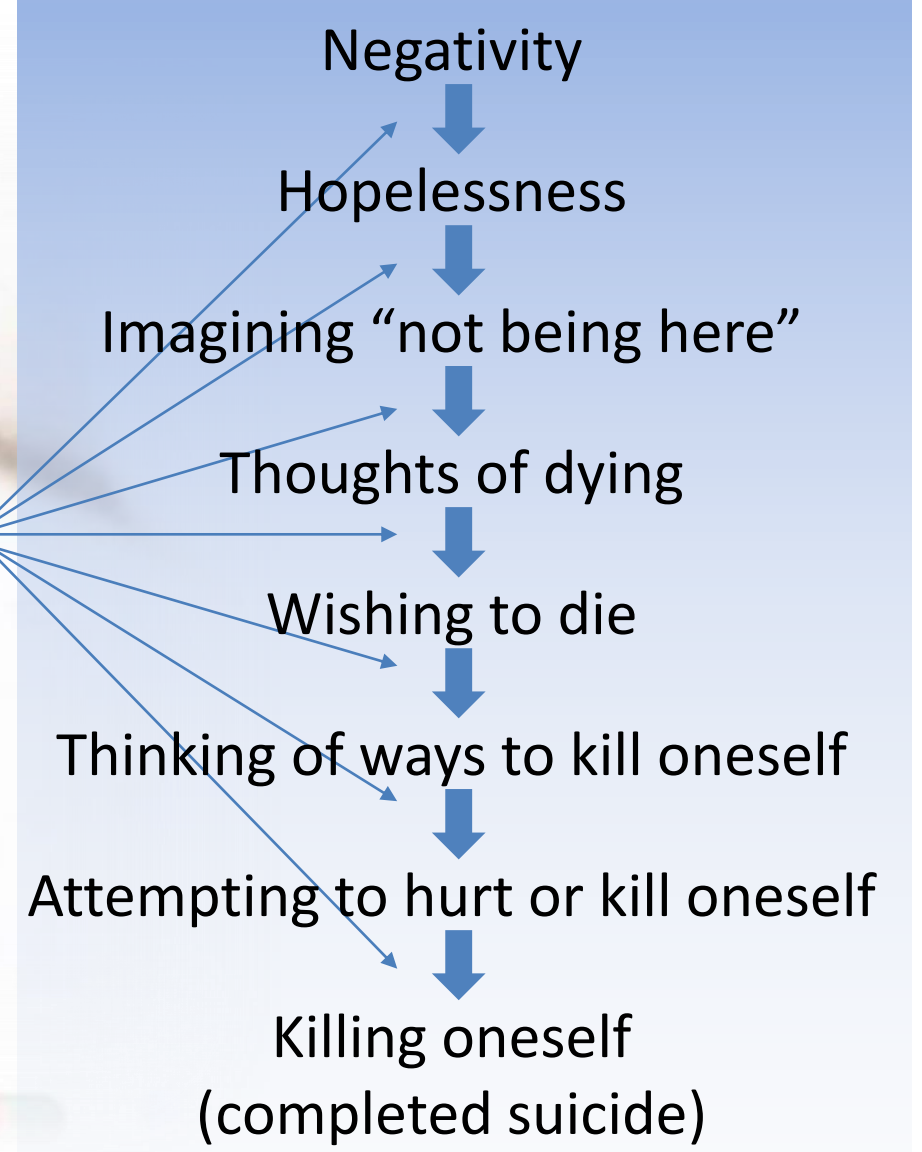 Negativity
Hopelessness
Imagining “not being here”
Thoughts of dying
Wishing to die
Thinking of ways to kill oneself
Attempting to hurt or kill oneself
Killing oneself
(completed suicide)